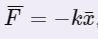 F̅ = −kx̅,